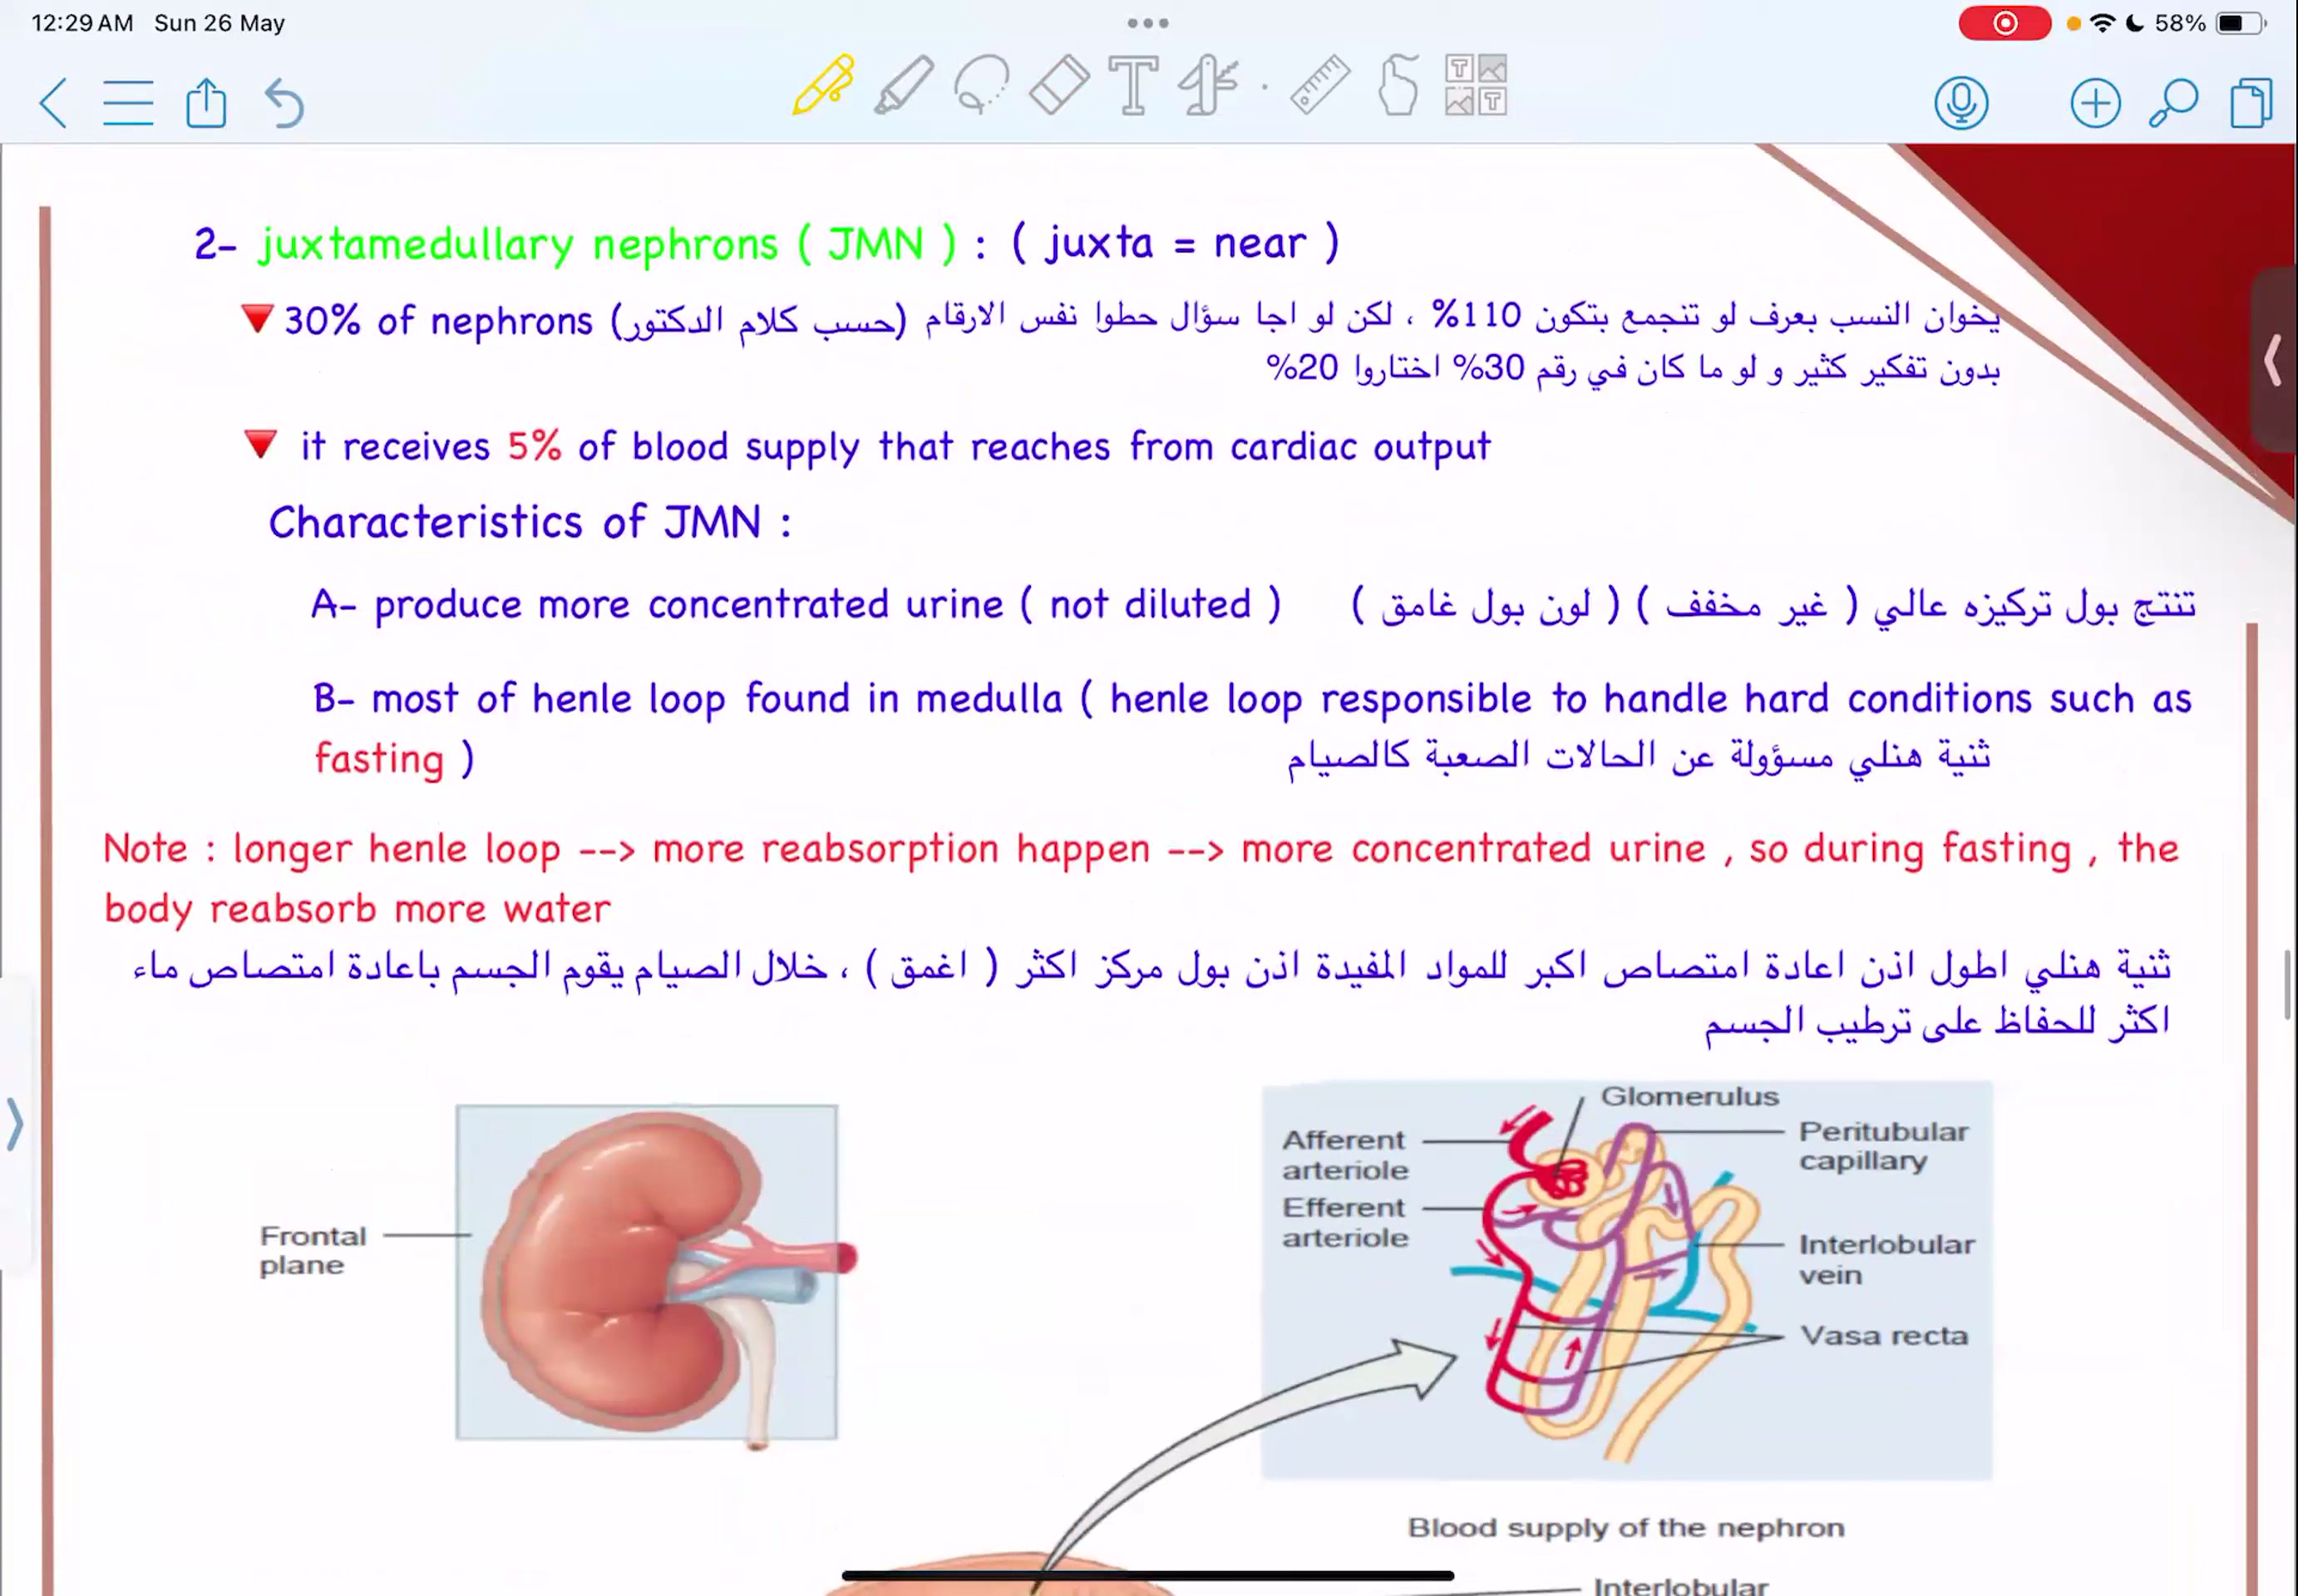 12:29 AM Sun 26 May
58%
2- juxtamedullary nephrons ( JMN ) : ( juxta = near )
30% of nephrons (حسب كلام الدكتور) يخوان النسب بعرف لو تنجمع بتكون 110% ، لكن لو اجا سؤال حطوا نفس الارقام
بدون تفكير كثير و لو ما كان في رقم 30% اختاروا 20%
it receives 5% of blood supply that reaches from cardiac output
Characteristics of JMN :
A- produce more concentrated urine ( not diluted ) تنتج بول تركيزه عالي ( غير مخفف ) ( لون بول غامق )
B- most of henle loop found in medulla ( henle loop responsible to handle hard conditions such as
fasting ) ثنية هنلي مسؤولة عن الحالات الصعبة كالصيام
Note : longer henle loop --> more reabsorption happen --> more concentrated urine , so during fasting , the
body reabsorb more water
ثنية هنلي اطول اذن اعادة امتصاص اكبر للمواد المفيدة اذن بول مركز اكثر ( اغمق ) ، خلال الصيام يقوم الجسم باعادة امتصاص ماء
اكثر للحفاظ على ترطيب الجسم
Frontal
plane
Glomerulus
Afferent
arteriole
Efferent
arteriole
Peritubular
capillary
Interlobular
vein
Vasa recta
Blood supply of the nephron
Interlobular